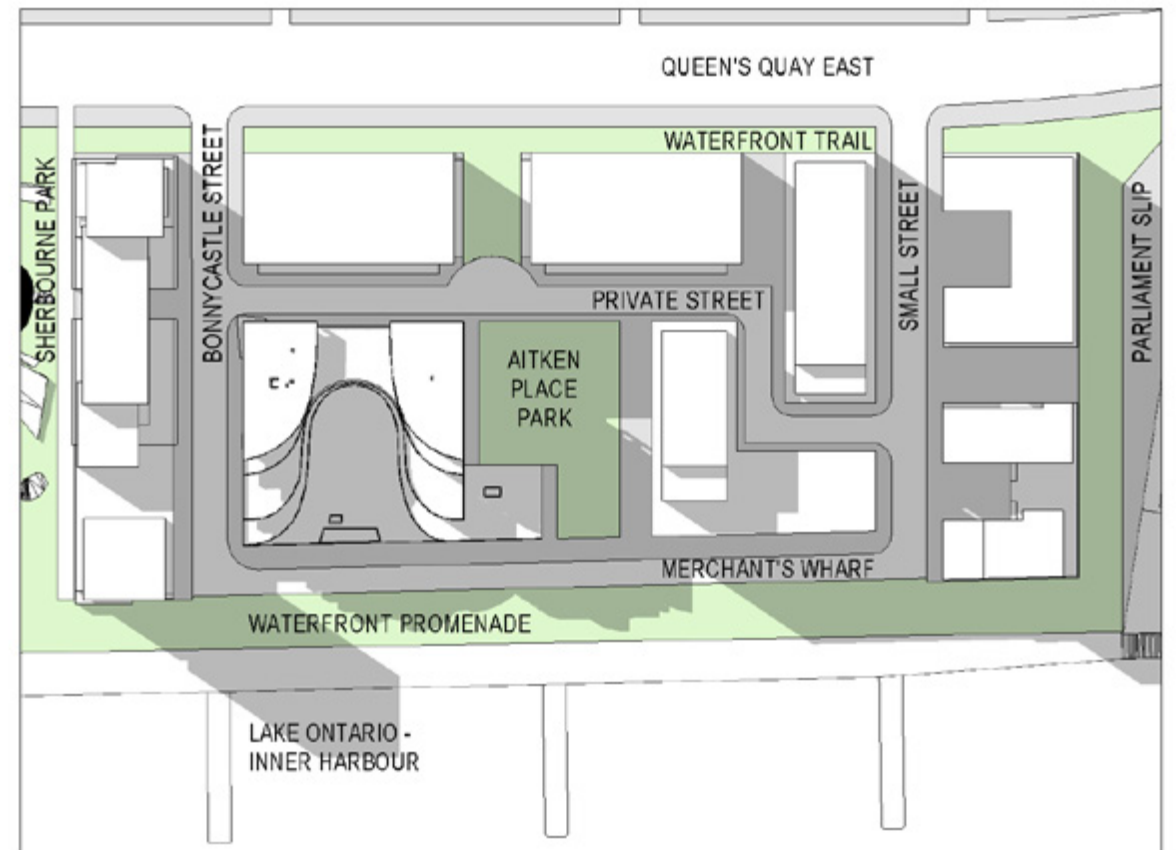 QUEEN'S QUAY EAST
WATERFRONT TRAIL
SHERBOURNE PARK
BONNYCASTLE STREET
SMALL STREET
PARLIAMENT SLIP
PRIVATE STREET
AITKEN
PLACE
PARK
MERCHANT'S WHARF
WATERFRONT PROMENADE
LAKE ONTARIO -
INNER HARBOUR